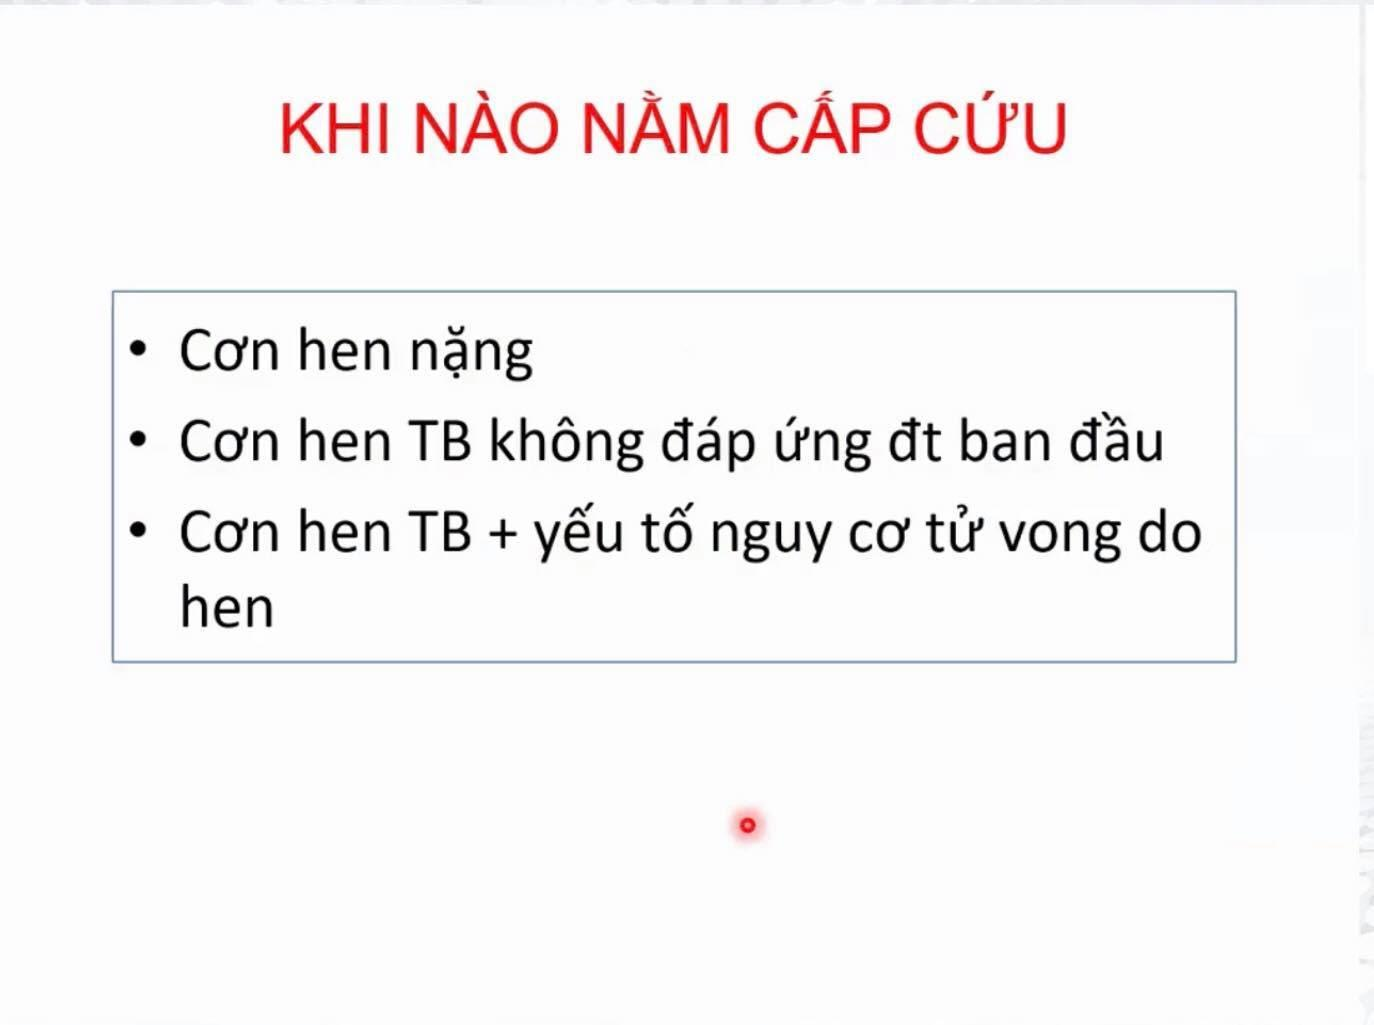 KHI NÀO NẰM CẤP CỨU
• Cơn hen nặng
• Cơn hen TB không đáp ứng đt ban đầu
• Cơn hen TB + yếu tố nguy cơ tử vong do
hen